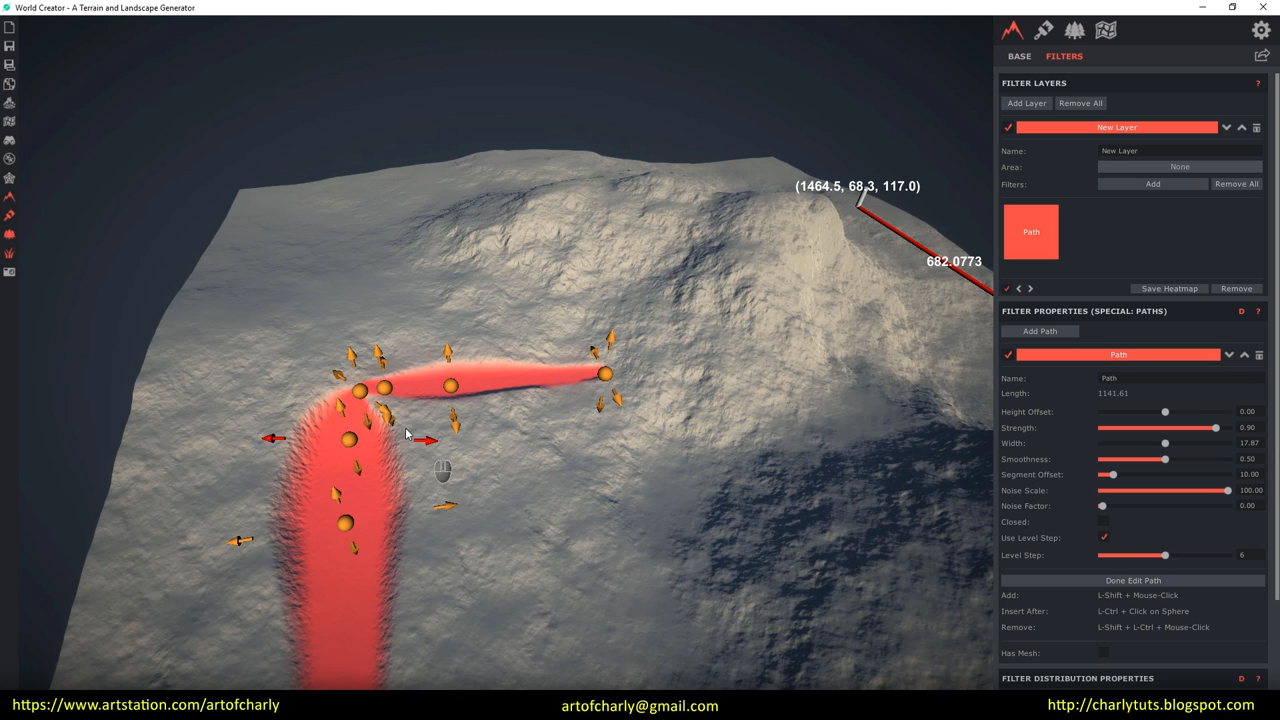 World Creator - A Terrain and Landscape Generator
BASE
FILTERS
FILTER LAYERS
?
Add Layer
Remove All
New Layer
Name:
New Layer
Area:
None
Filters:
Add
Remove All
Path
Save Heatmap
Remove
FILTER PROPERTIES (SPECIAL: PATHS)
D
?
Add Path
Path
Name:
Path
Length:
1141.61
Height Offset:
0.00
Strength:
0.90
Width:
17.87
Smoothness:
0.50
Segment Offset:
10.00
Noise Scale:
100.00
Noise Factor:
0.00
Closed:
Use Level Step:
Level Step:
6
Done Edit Path
Add:
L-Shift + Mouse-Click
Insert After:
L-Ctrl + Click on Sphere
Remove:
L-Shift + L-Ctrl + Mouse-Click
Has Mesh:
FILTER DISTRIBUTION PROPERTIES
D
?
(1464.5, 68.3, 117.0)
682.0773
https://www.artstation.com/artofcharly
artofcharly@gmail.com
http://charlytuts.blogspot.com